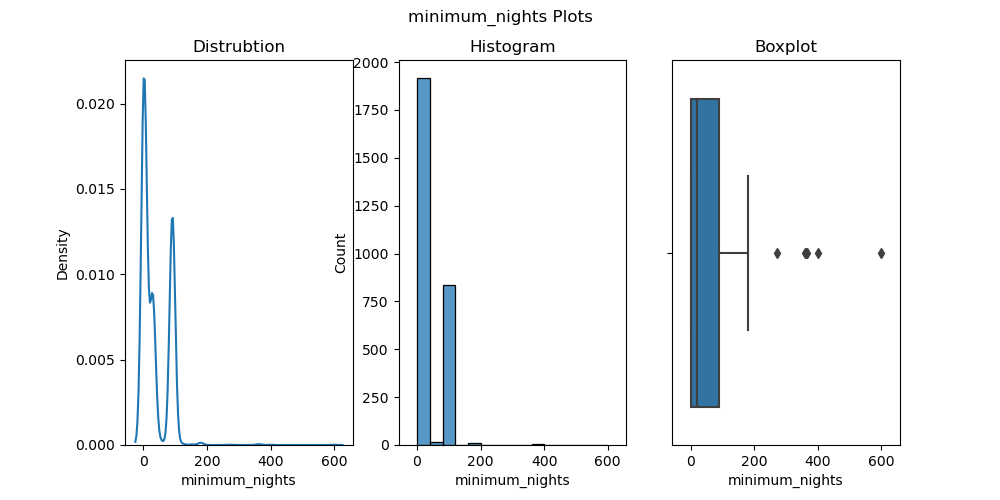 minimum_nights Plots
Distrubtion
Density
0.020
0.015
0.010
0.005
0.000
0 200 400 600
minimum_nights
Histogram
Count
2000
1750
1500
1250
1000
750
500
250
0
0 200 400 600
minimum_nights
Boxplot
0 200 400 600
minimum_nights